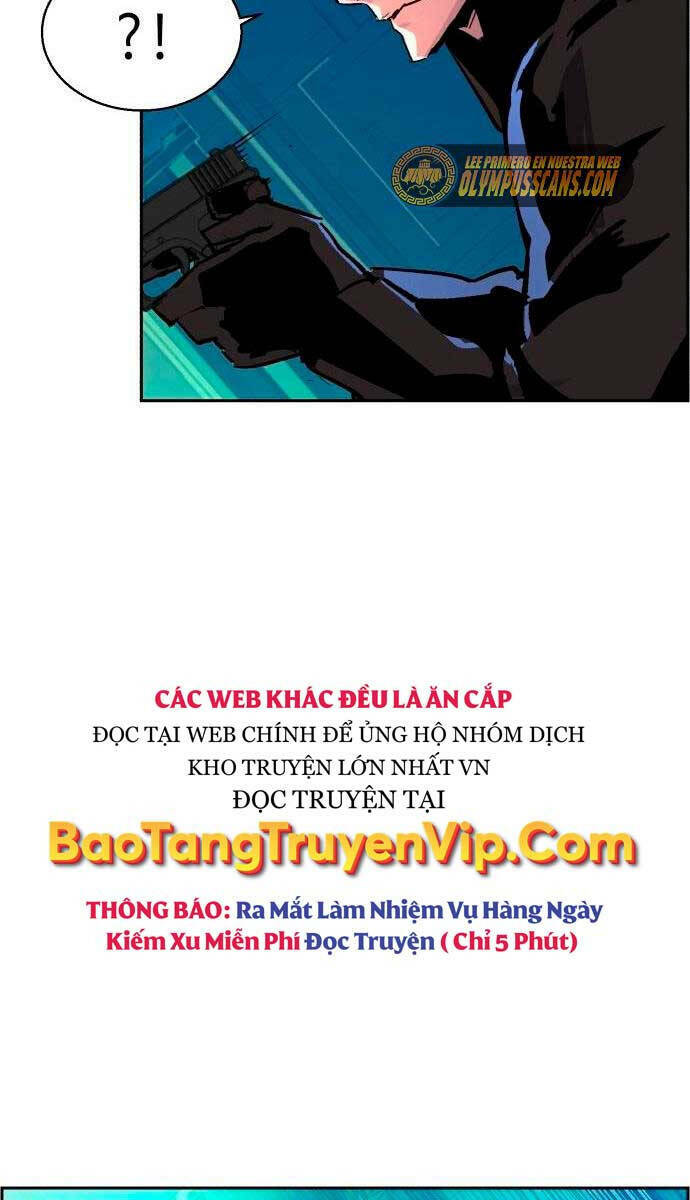 ?!
LEE PRIMERO EN NUESTRA WEB
OLYMPUSSCANS.COM
CÁC WEB KHÁC ĐỀU LÀ ĂN CẮP
ĐỌC TẠI WEB CHÍNH ĐỂ ỦNG HỘ NHÓM DỊCH
KHO TRUYỆN LỚN NHẤT VN
ĐỌC TRUYỆN TẠI
BaoTangTruyenVip.Com
THÔNG BÁO: Ra Mắt Làm Nhiệm Vụ Hàng Ngày
Kiếm Xu Miễn Phí Đọc Truyện ( Chỉ 5 Phút)